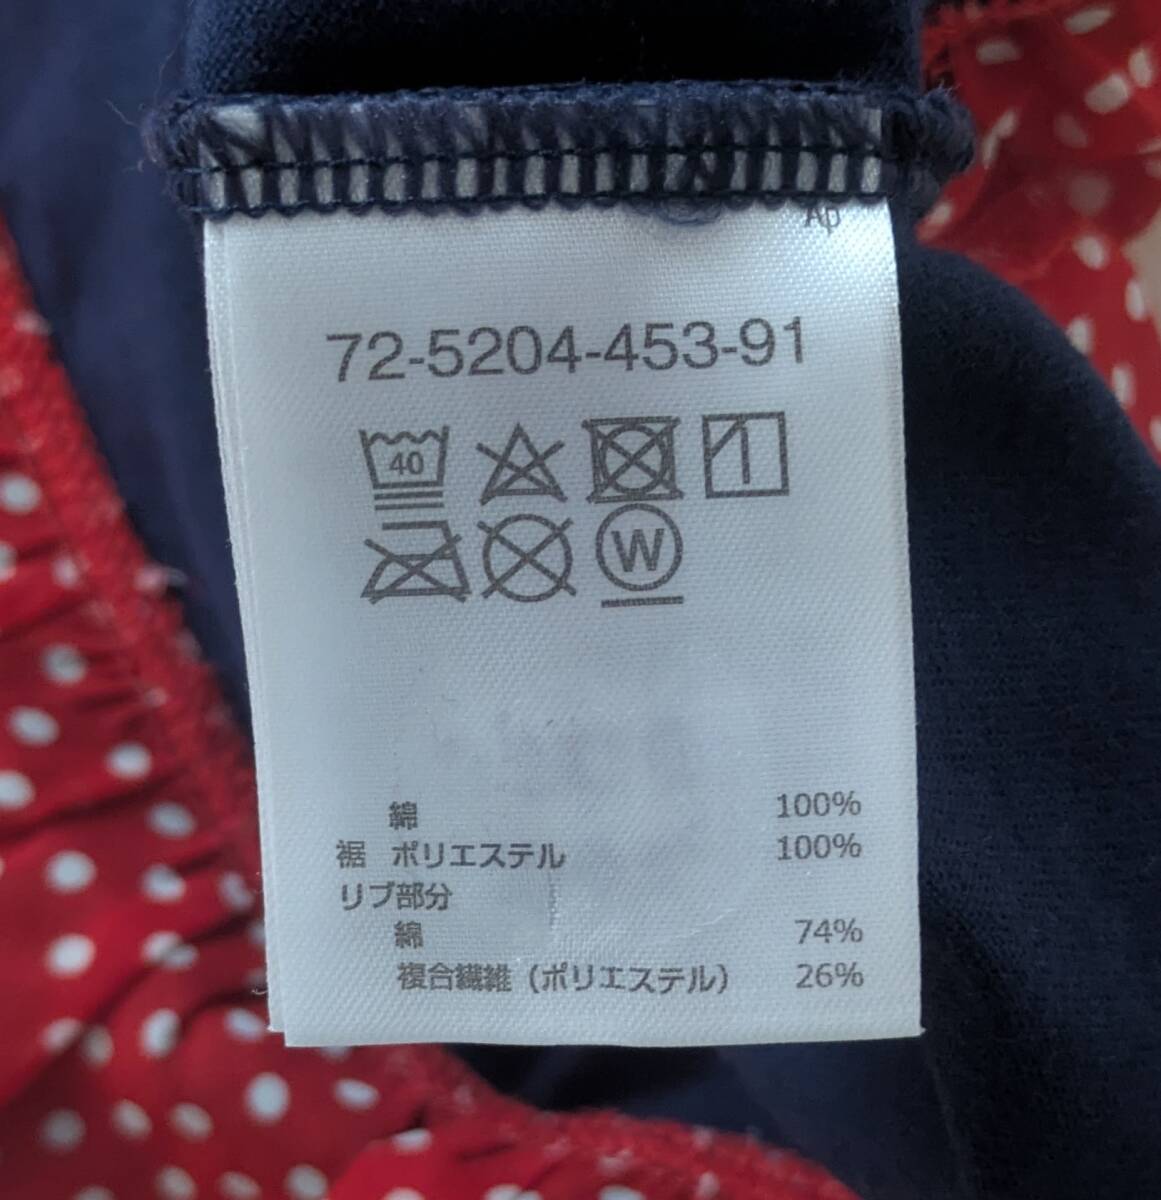 Ap
72-5204-453-91
40
W
綿 100%
裾 ポリエステル 100%
リブ部分
綿 74%
複合繊維(ポリエステル) 26%